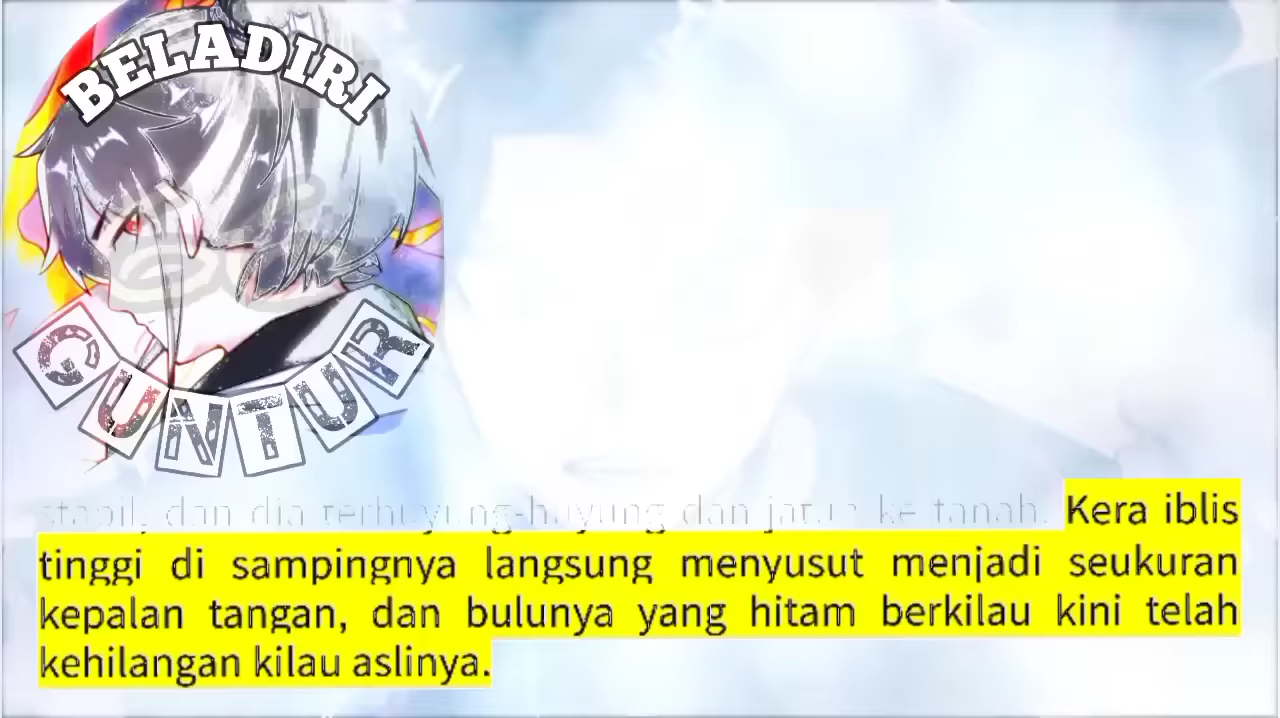 BELADIRI
GUNTUR
stabil, dan dia terhuyung-huyung dan jatuh ke tanah. Kera iblis
tinggi di sampingnya langsung menyusut menjadi seukuran
kepalan tangan, dan bulunya yang hitam berkilau kini telah
kehilangan kilau aslinya.